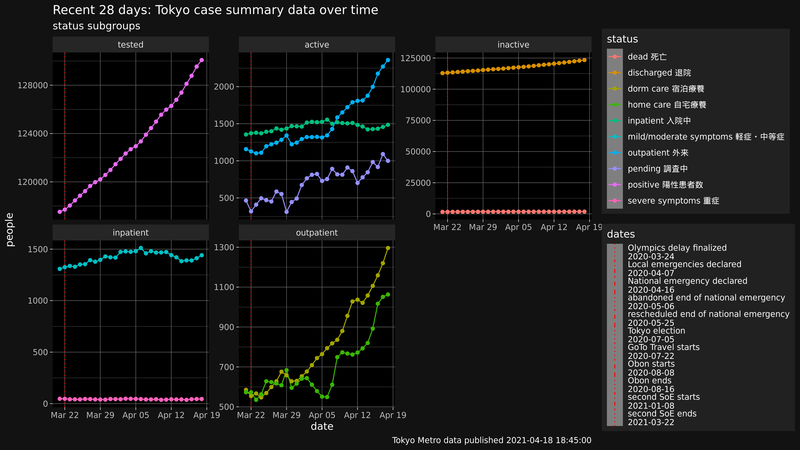 Recent 28 days: Tokyo case summary data over time
status subgroups
tested
active
inactive
128000
124000
120000
2000
1500
1000
500
125000
100000
75000
50000
25000
0
Mar 22 Mar 29 Apr 05 Apr 12 Apr 19
inpatient
outpatient
people
1500
1000
500
0
1300
1100
900
700
500
Mar 22 Mar 29 Apr 05 Apr 12 Apr 19
Mar 22 Mar 29 Apr 05 Apr 12 Apr 19
date
status
dead 死亡
discharged 退院
dorm care 宿泊療養
home care 自宅療養
inpatient 入院中
mild/moderate symptoms 軽症・中等症
outpatient 外来
pending 調査中
positive 陽性患者数
severe symptoms 重症
dates
Olympics delay finalized
2020-03-24
Local emergencies declared
2020-04-07
National emergency declared
2020-04-16
abandoned end of national emergency
2020-05-06
rescheduled end of national emergency
2020-05-25
Tokyo election
2020-07-05
GoTo Travel starts
2020-07-22
Obon starts
2020-08-08
Obon ends
2020-08-16
second SoE starts
2021-01-08
second SoE ends
2021-03-22
Tokyo Metro data published 2021-04-18 18:45:00